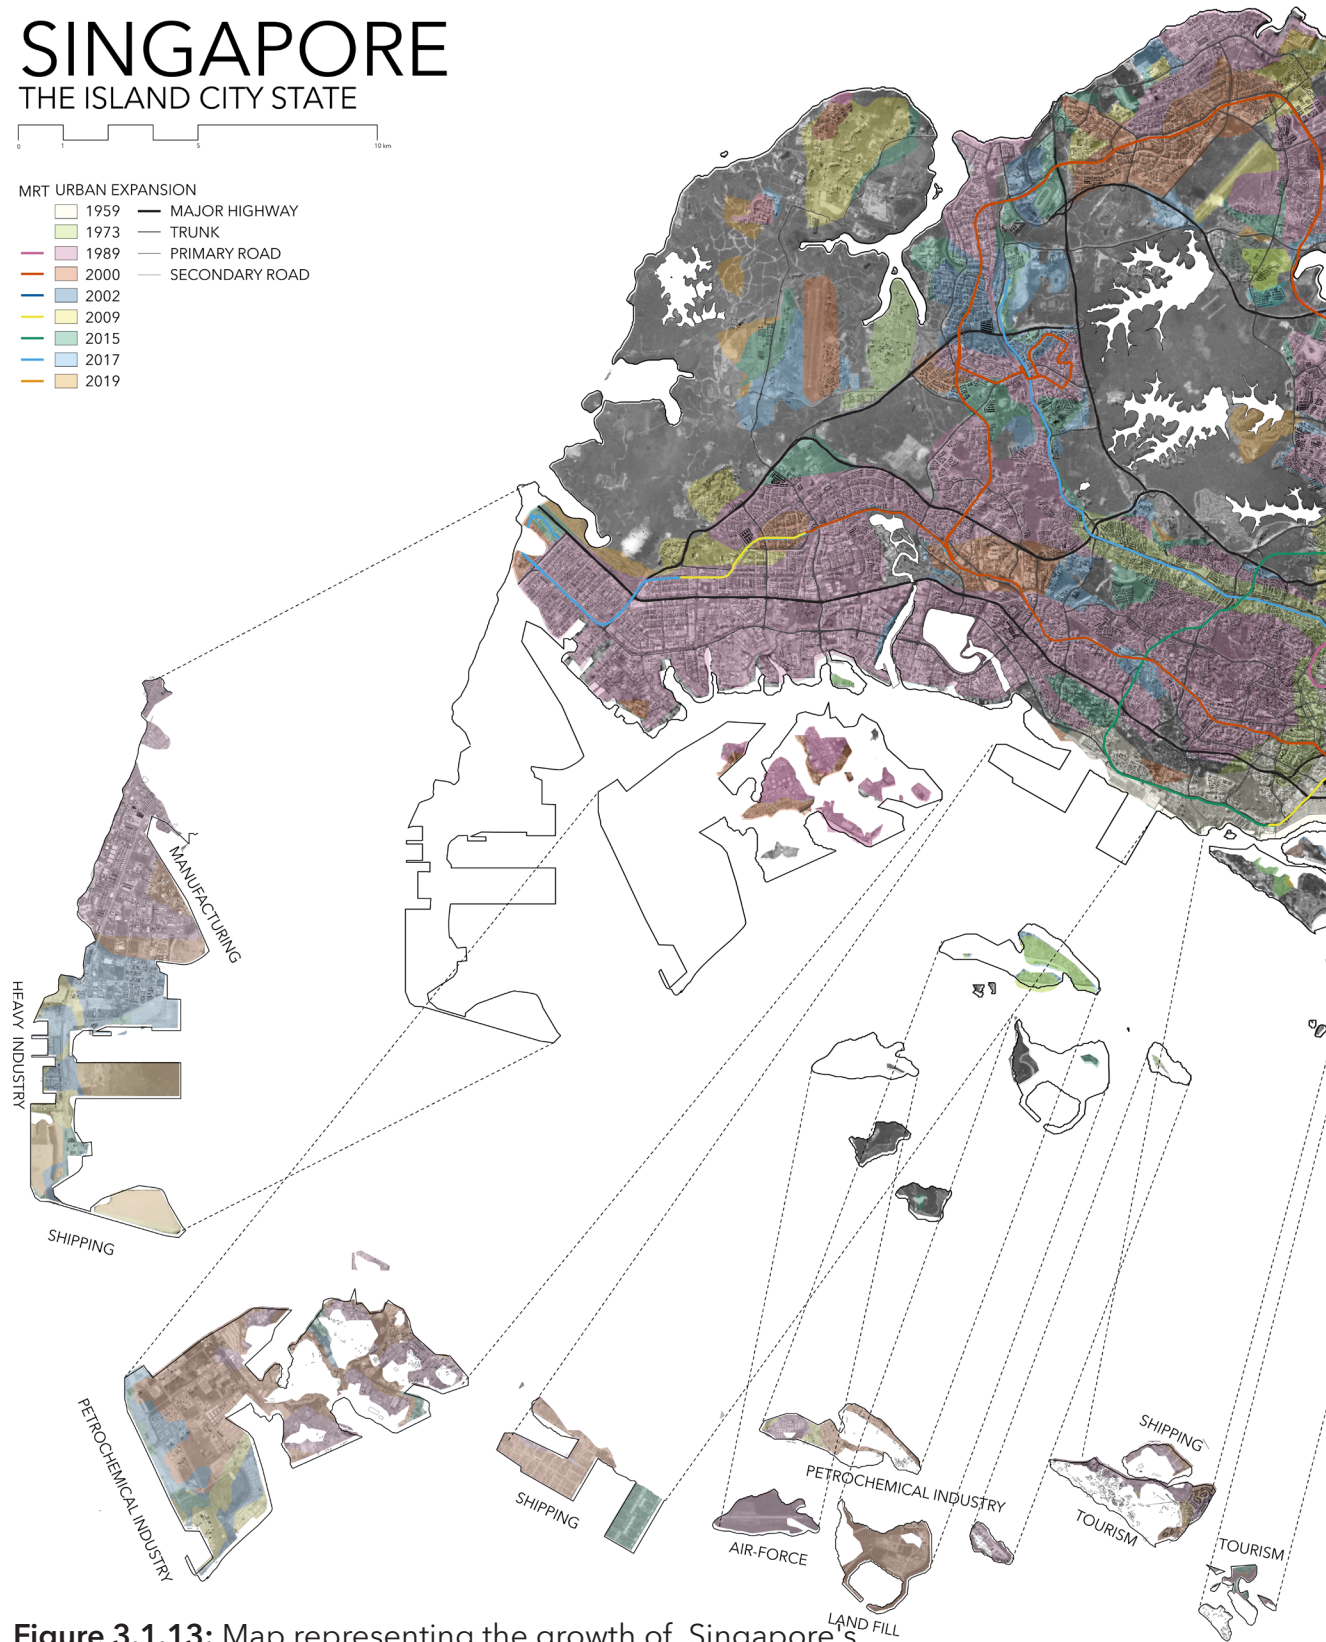 SINGAPORE
THE ISLAND CITY STATE
0 1 5 10 km
MRT URBAN EXPANSION
1959 MAJOR HIGHWAY
1973 TRUNK
1989 PRIMARY ROAD
2000 SECONDARY ROAD
2002
2009
2015
2017
2019
MANUFACTURING
HEAVY INDUSTRY
SHIPPING
PETROCHEMICAL INDUSTRY
SHIPPING
PETROCHEMICAL INDUSTRY
AIR-FORCE
LAND FILL
SHIPPING
TOURISM
TOURISM
Figure 3.1.13: Map representing the growth of Singapore's